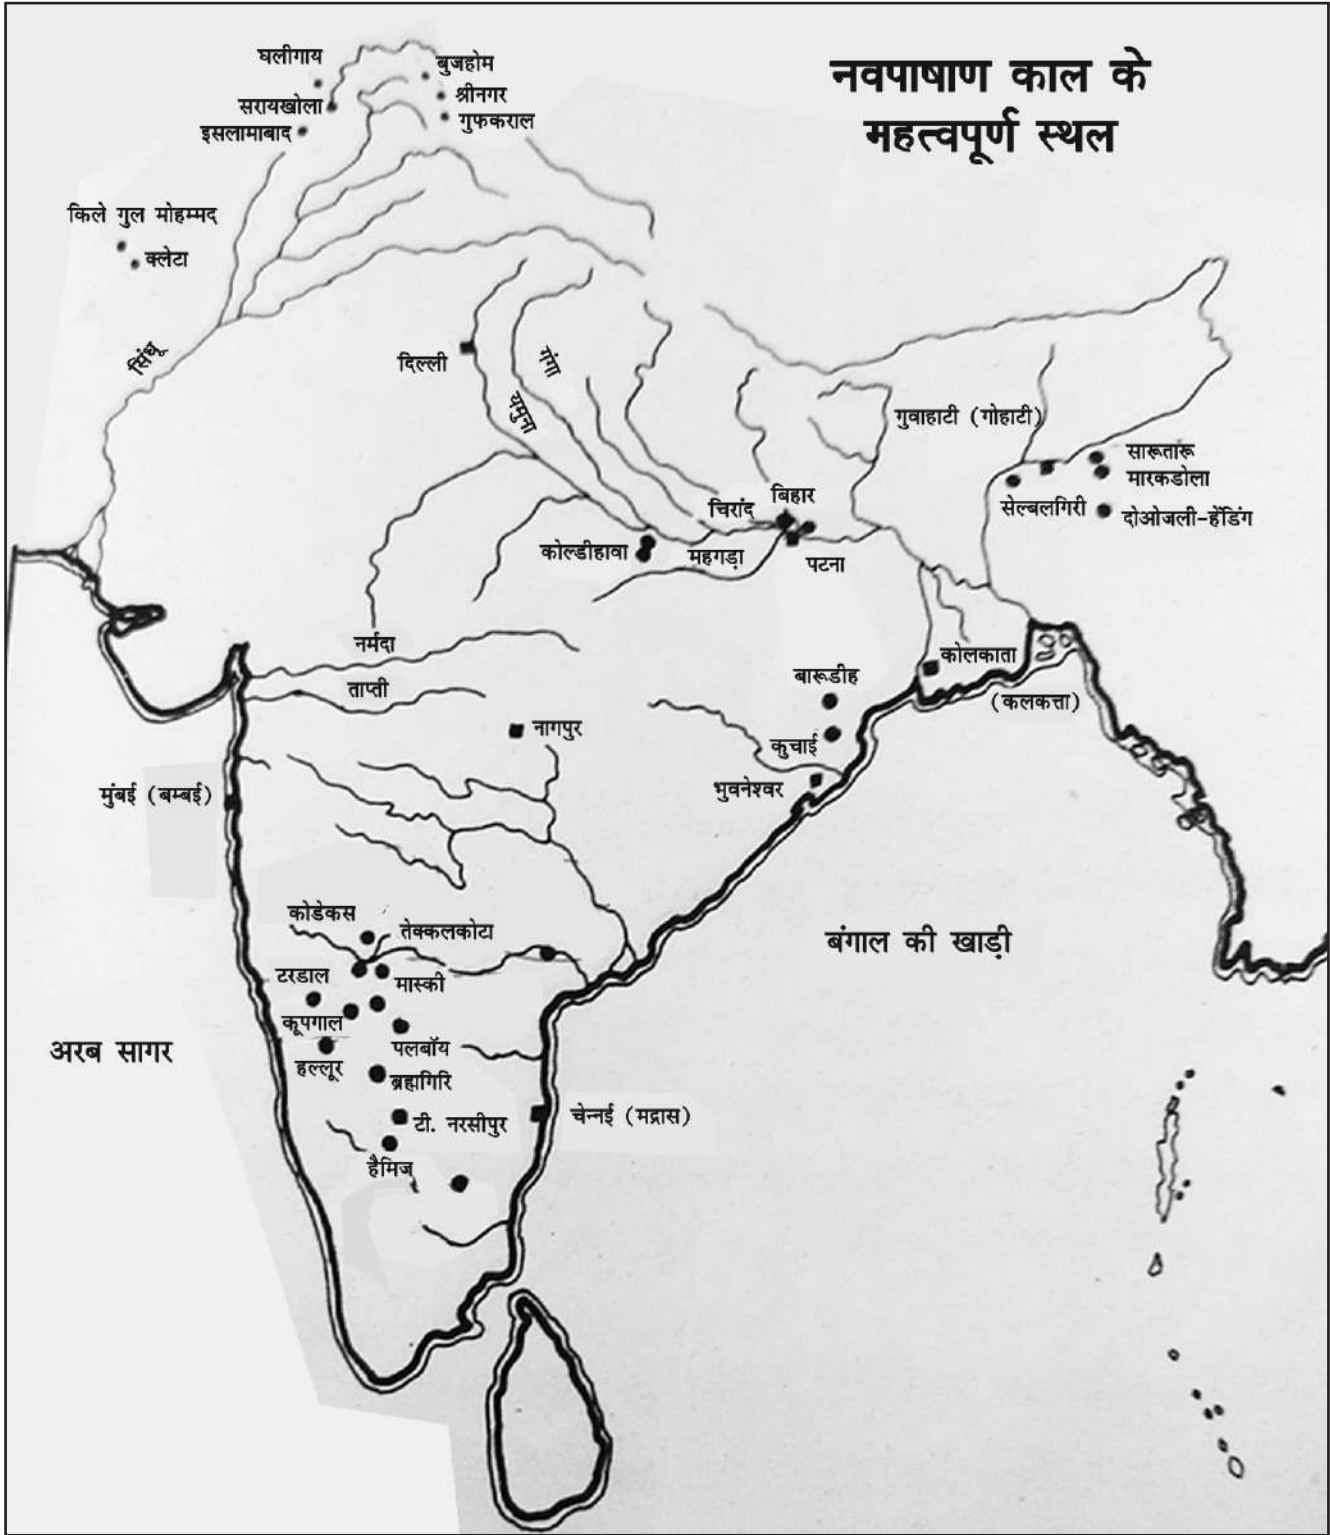 नवपाषाण काल के
महत्वपूर्ण स्थल
घलीगाय
बुजहोम
सरायखोला
श्रीनगर
इसलामाबाद
गुफकराल
किले गुल मोहम्मद
क्लेटा
सिंधू
दिल्ली
गंगा
यमुना
गुवाहाटी (गोहाटी)
सारूतारू
मारकडोला
सेल्बलगिरी
दोओजली-हेंडिंग
चिरांद
बिहार
कोल्डीहावा
महगड़ा
पटना
नर्मदा
ताप्ती
कोलकाता
(कलकत्ता)
बारूडीह
नागपुर
कुचाई
भुवनेश्वर
मुंबई (बम्बई)
कोडेकस
तेक्कलकोटा
बंगाल की खाड़ी
टरडाल
मास्की
कूपगाल
अरब सागर
पलबॉय
हल्लूर
ब्रह्मगिरि
टी. नरसीपुर
चेन्नई (मद्रास)
हैमिज